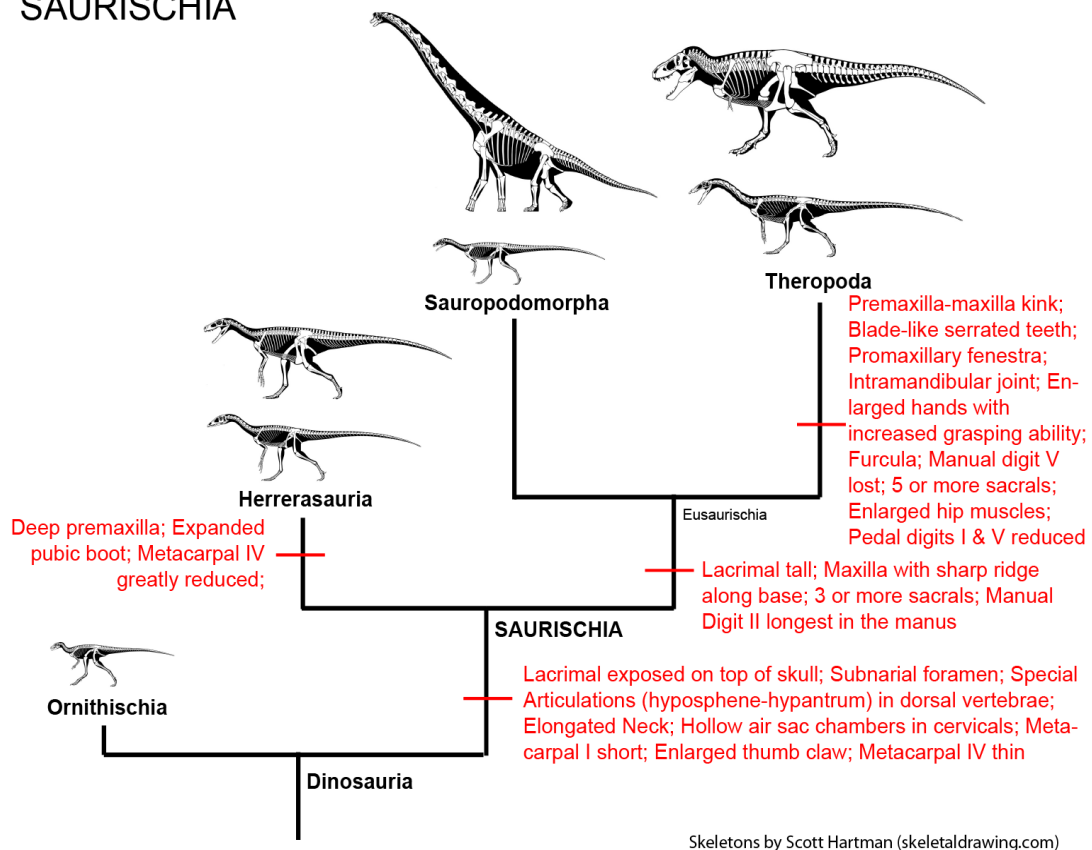 SAURISCHIA
Theropoda
Sauropodomorpha
Premaxilla-maxilla kink;
Blade-like serrated teeth;
Promaxillary fenestra;
Intramandibular joint; En-
larged hands with
increased grasping ability;
Furcula; Manual digit V
lost; 5 or more sacrals;
Enlarged hip muscles;
Pedal digits I & V reduced
Herrerasauria
Eusaurischia
Deep premaxilla; Expanded
pubic boot; Metacarpal IV
greatly reduced;
Lacrimal tall; Maxilla with sharp ridge
along base; 3 or more sacrals; Manual
Digit II longest in the manus
SAURISCHIA
Lacrimal exposed on top of skull; Subnarial foramen; Special
Articulations (hyposphene-hypantrum) in dorsal vertebrae;
Elongated Neck; Hollow air sac chambers in cervicals; Meta-
carpal I short; Enlarged thumb claw; Metacarpal IV thin
Ornithischia
Dinosauria
Skeletons by Scott Hartman (skeletaldrawing.com)